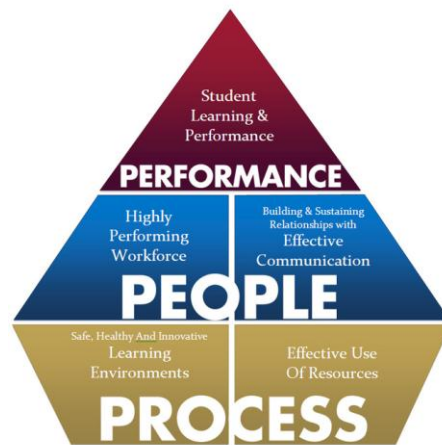 Student
Learning &
Performance
PERFORMANCE
Highly
Performing
Workforce
Building & Sustaining
Relationships with
Effective
Communication
PEOPLE
Safe, Healthy And Innovative
Learning
Environments
Effective Use
Of Resources
PROCESS